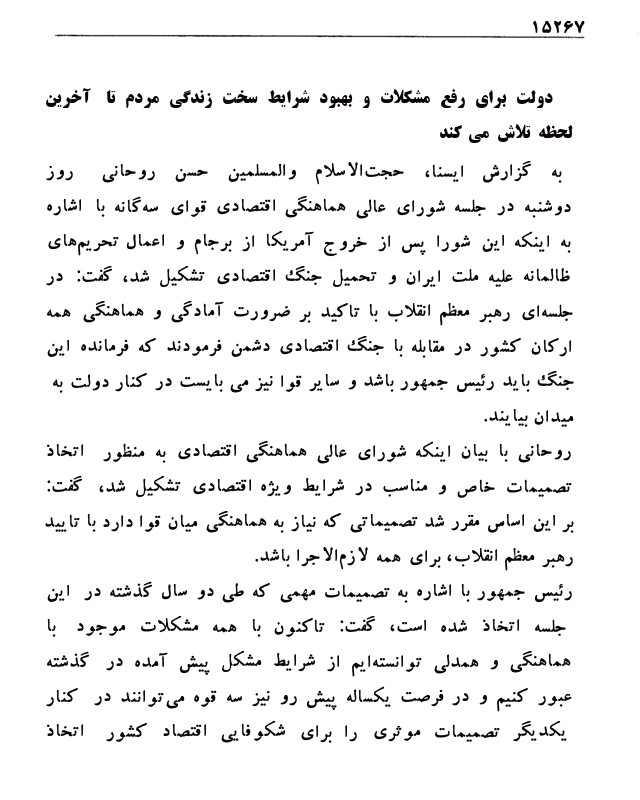 ۱۵۲۶۷
دولت برای رفع مشکلات و بهبود شرایط سخت زندگی مردم تا آخرین
لحظه تلاش می کند
به گزارش ایسنا، حجت‌الاسلام والمسلمین حسن روحانی روز
دوشنبه در جلسه شورای عالی هماهنگی اقتصادی قوای سه‌گانه با اشاره
به اینکه این شورا پس از خروج آمریکا از برجام و اعمال تحریم‌های
ظالمانه علیه ملت ایران و تحمیل جنگ اقتصادی تشکیل شد، گفت: در
جلسه‌ای رهبر معظم انقلاب با تاکید بر ضرورت آمادگی و هماهنگی همه
ارکان کشور در مقابله با جنگ اقتصادی دشمن فرمودند که فرمانده این
جنگ باید رئیس جمهور باشد و سایر قوا نیز می بایست در کنار دولت به
میدان بیایند.
روحانی با بیان اینکه شورای عالی هماهنگی اقتصادی به منظور اتخاذ
تصمیمات خاص و مناسب در شرایط ویژه اقتصادی تشکیل شد، گفت:
بر این اساس مقرر شد تصمیماتی که نیاز به هماهنگی میان قوا دارد با تایید
رهبر معظم انقلاب، برای همه لازم‌الاجرا باشد.
رئیس جمهور با اشاره به تصمیمات مهمی که طی دو سال گذشته در این
جلسه اتخاذ شده است، گفت: تاکنون با همه مشکلات موجود با
هماهنگی و همدلی توانسته‌ایم از شرایط مشکل پیش آمده در گذشته
عبور کنیم و در فرصت یکساله پیش رو نیز سه قوه می‌توانند در کنار
یکدیگر تصمیمات موثری را برای شکوفایی اقتصاد کشور اتخاذ